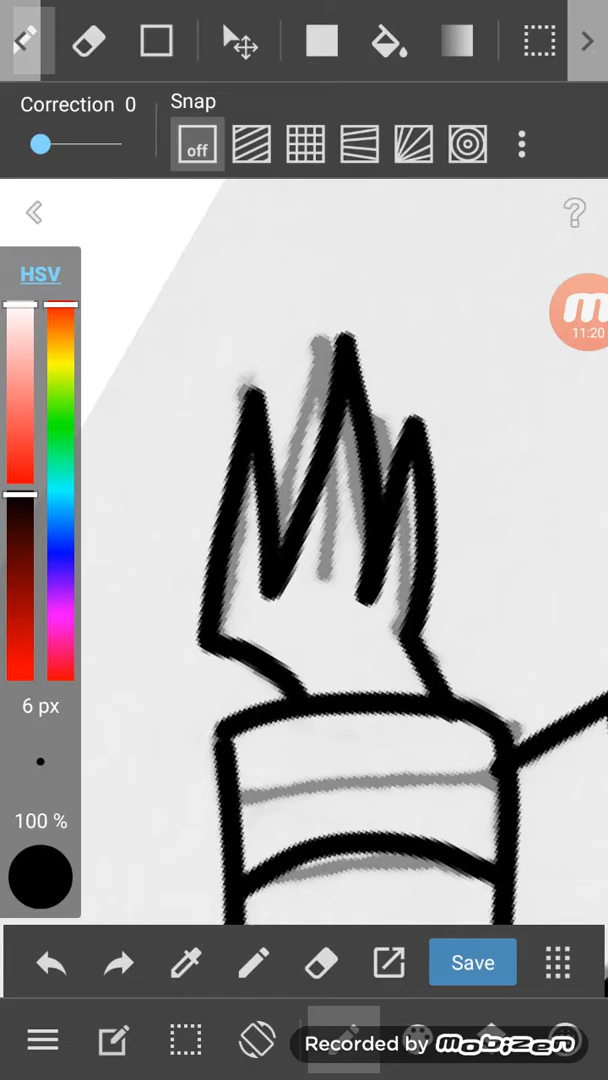 Correction 0
Snap
off
HSV
11:20
6 px
100 %
Save
Recorded by mobizen